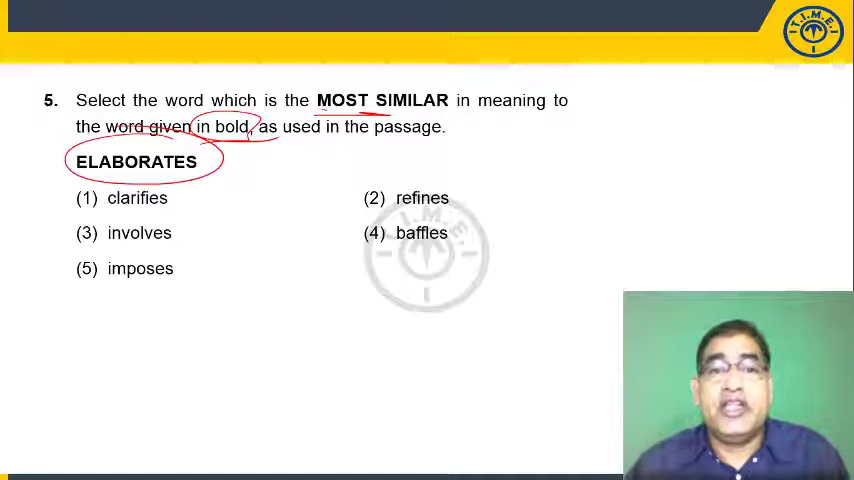 T.I.M.E.
5. Select the word which is the MOST SIMILAR in meaning to
the word given in bold, as used in the passage.
ELABORATES
(1) clarifies (2) refines
(3) involves (4) baffles
(5) imposes
T.I.M.E.